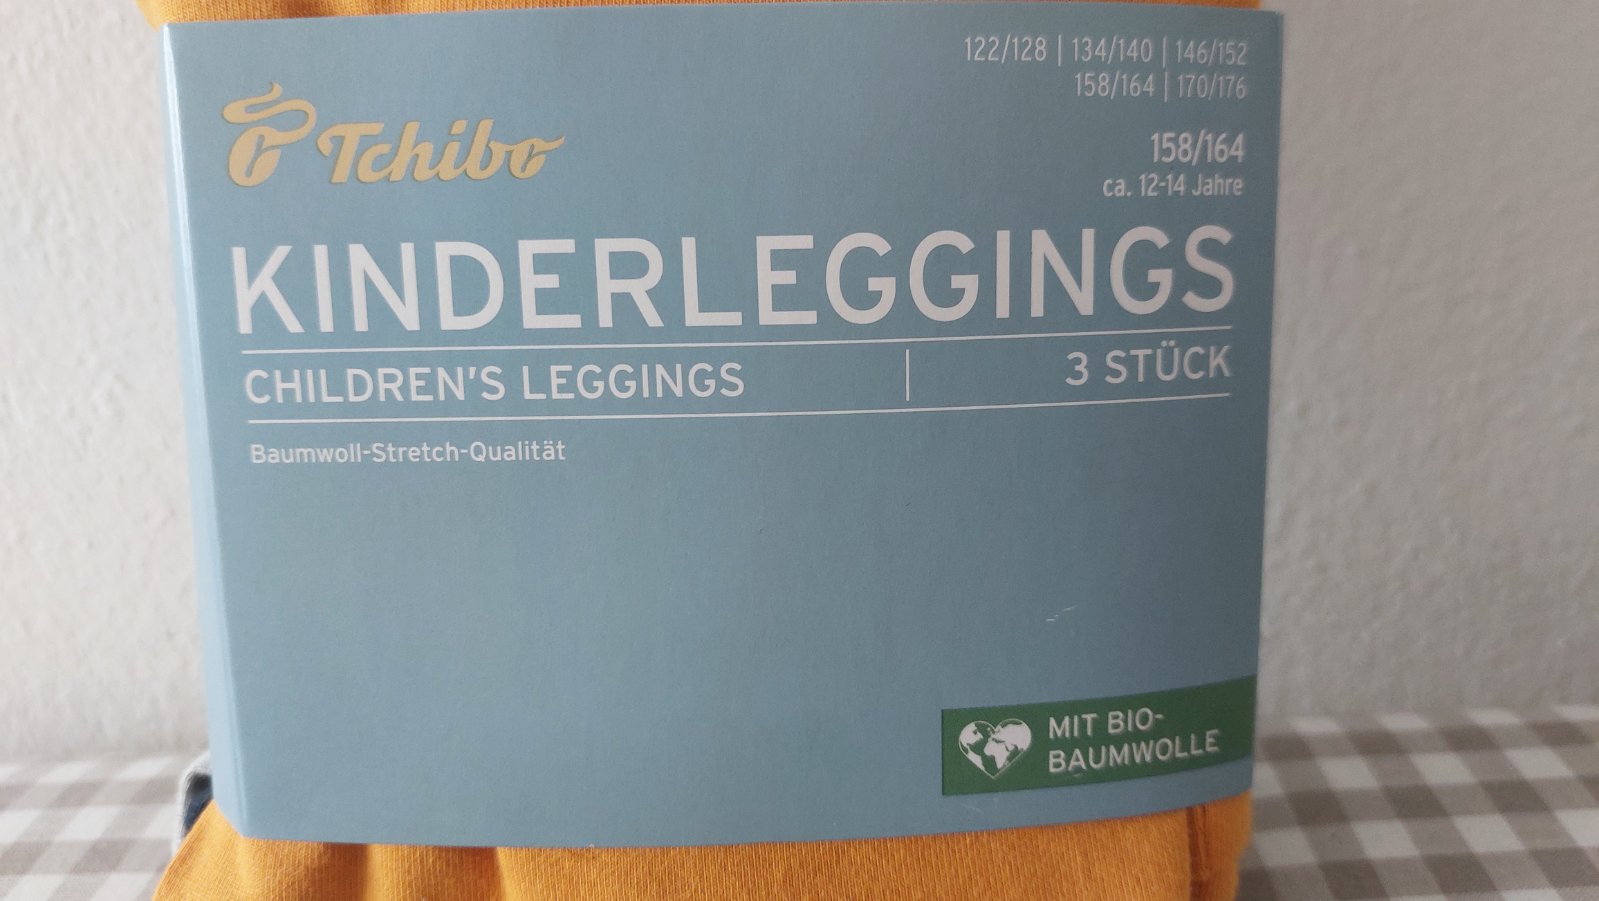 122/128 | 134/140 | 146/152
158/164 | 170/176
Tchibo
158/164
ca. 12-14 Jahre
KINDERLEGGINGS
CHILDREN'S LEGGINGS | 3 STÜCK
Baumwoll-Stretch-Qualität
MIT BIO-
BAUMWOLLE